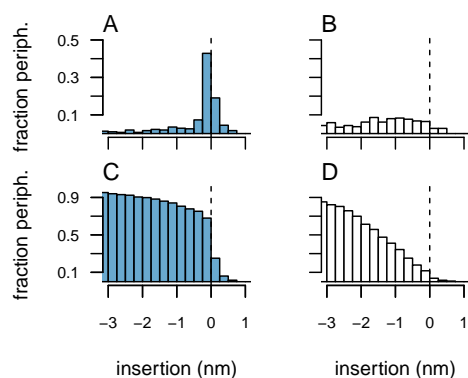 A
B
fraction periph.
0.5
0.3
0.1
C
D
fraction periph.
0.9
0.5
0.1
−3 −2 −1 0 1
−3 −2 −1 0 1
insertion (nm)
insertion (nm)